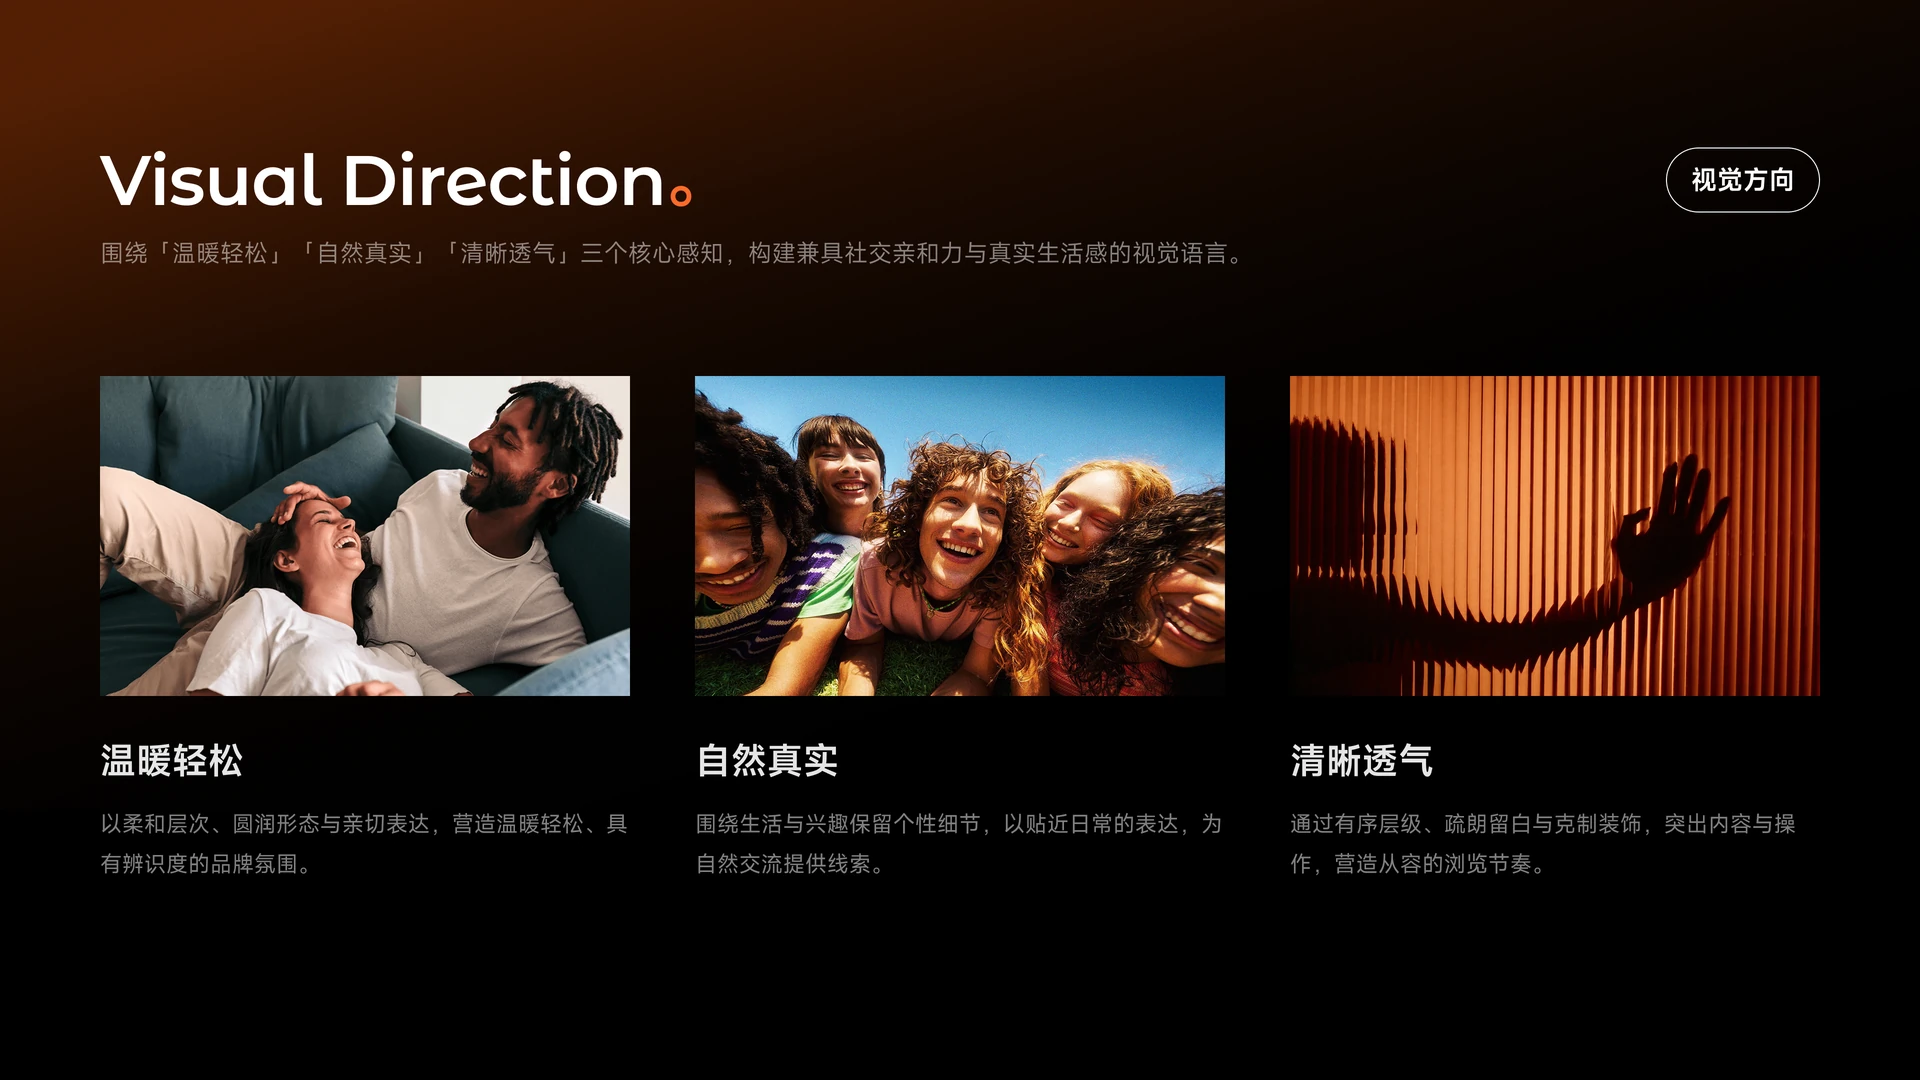 Visual Direction。
视觉方向
围绕「温暖轻松」「自然真实」「清晰透气」三个核心感知，构建兼具社交亲和力与真实生活感的视觉语言。
温暖轻松
以柔和层次、圆润形态与亲切表达，营造温暖轻松、具
有辨识度的品牌氛围。
自然真实
围绕生活与兴趣保留个性细节，以贴近日常的表达，为
自然交流提供线索。
清晰透气
通过有序层级、疏朗留白与克制装饰，突出内容与操
作，营造从容的浏览节奏。